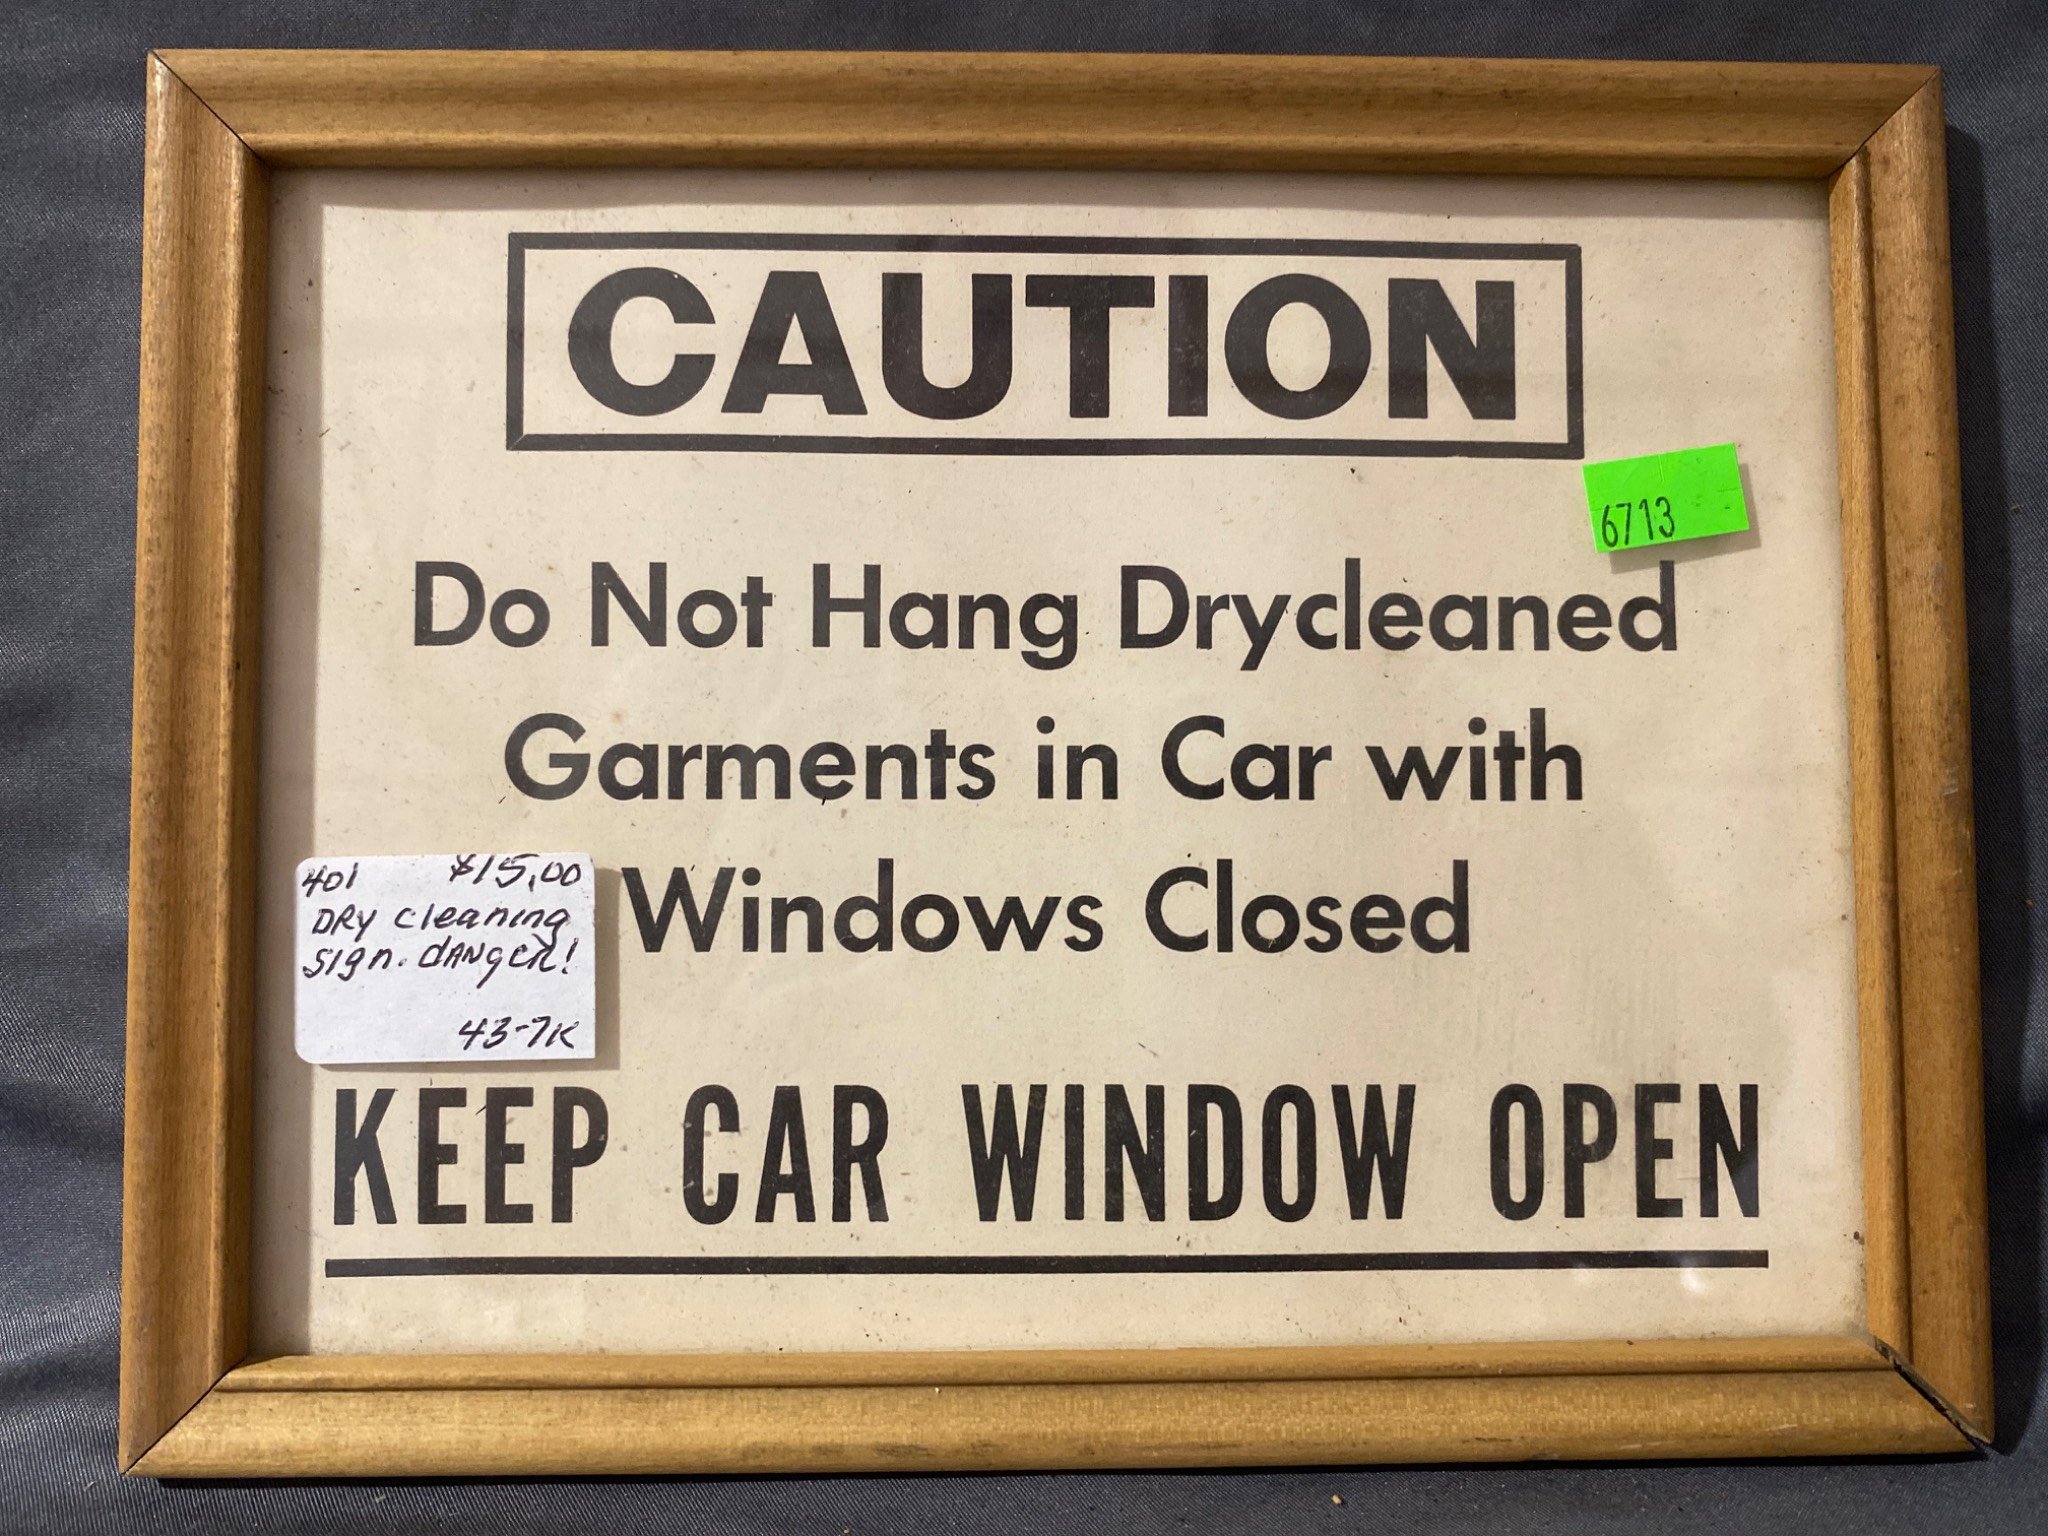 CAUTION
6713
Do Not Hang Drycleaned
Garments in Car with
Windows Closed
401 $15.00
DRY cleaning
sign. dANgeR!
43-7K
KEEP CAR WINDOW OPEN